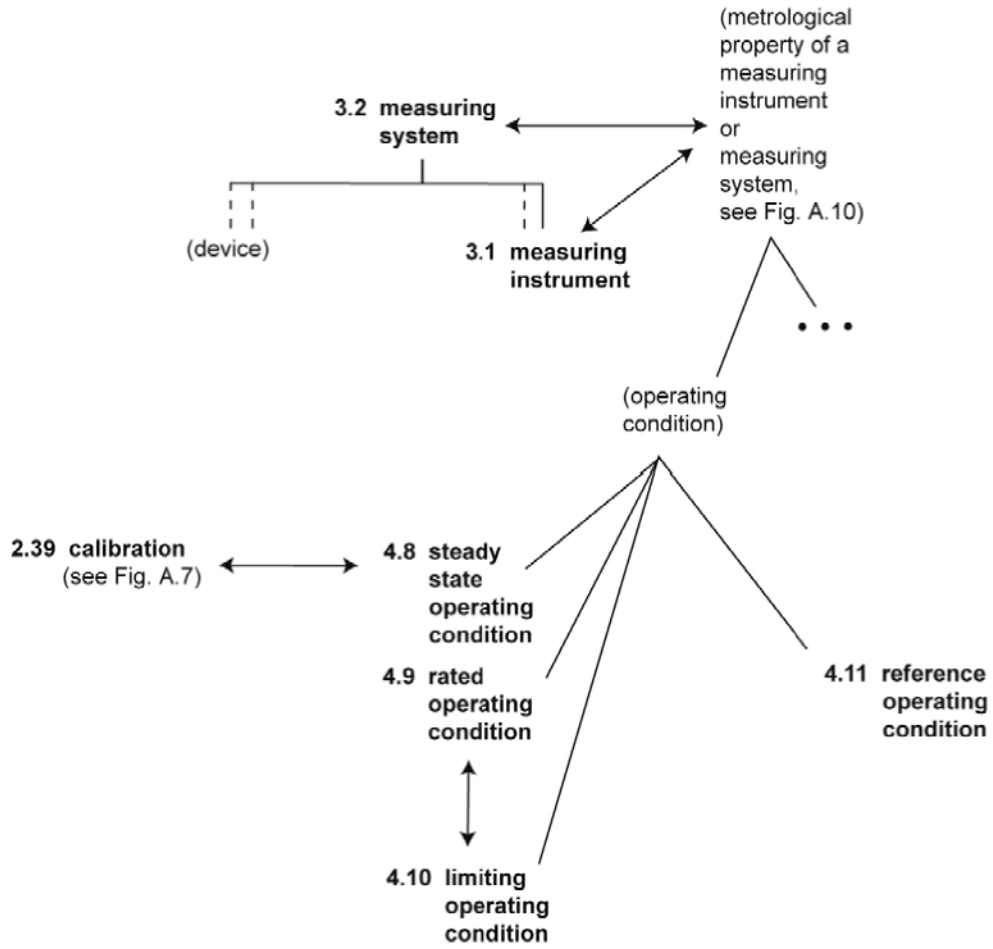 (metrological
property of a
measuring
instrument
or
measuring
system,
see Fig. A.10)
3.2 measuring
system
(device)
3.1 measuring
instrument
• • •
(operating
condition)
2.39 calibration
(see Fig. A.7)
4.8 steady
state
operating
condition
4.9 rated
operating
condition
4.11 reference
operating
condition
4.10 limiting
operating
condition